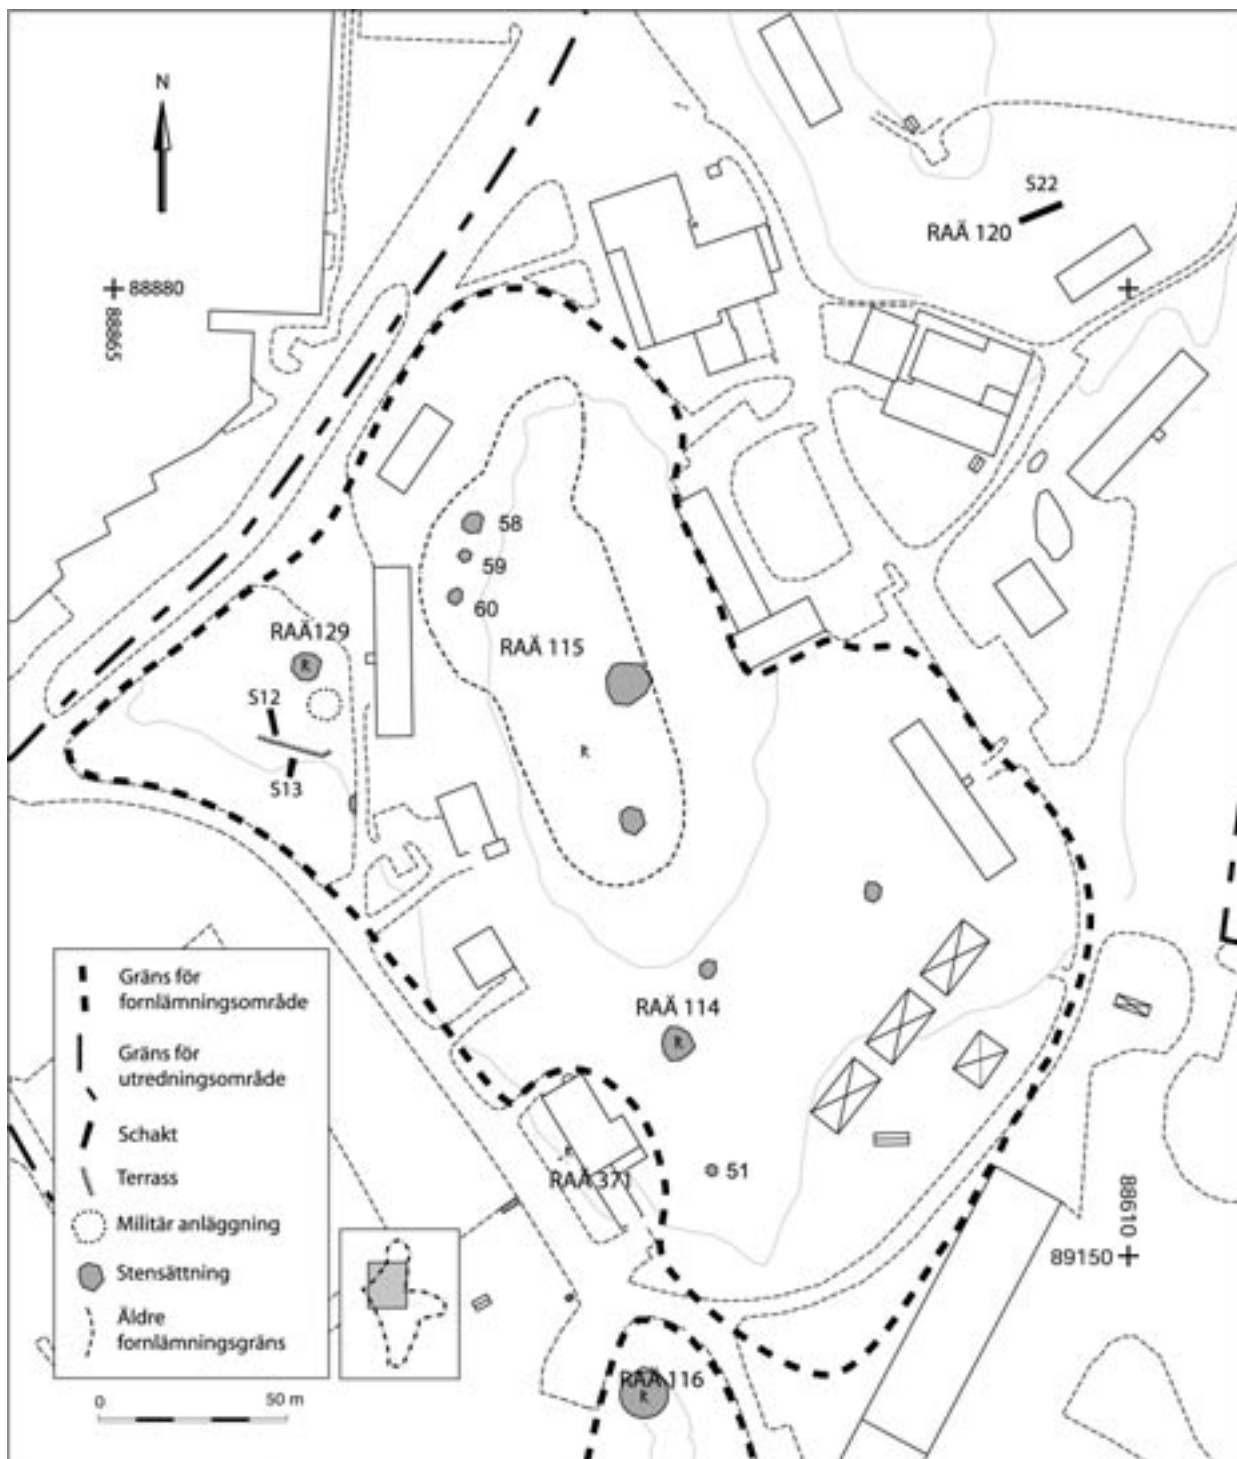 N
S22
RAÄ 120
88880
88865
58
59
60
RAÄ129
RAÄ 115
R
S12
R
S13
RAÄ 114
R
RAÄ 371
R
51
88610
89150
RAÄ 116
R
Gräns för
fornlämningsområde
Gräns för
utredningsområde
Schakt
Terrass
Militär anläggning
Stensättning
Äldre
fornlämningsgräns
0 50 m